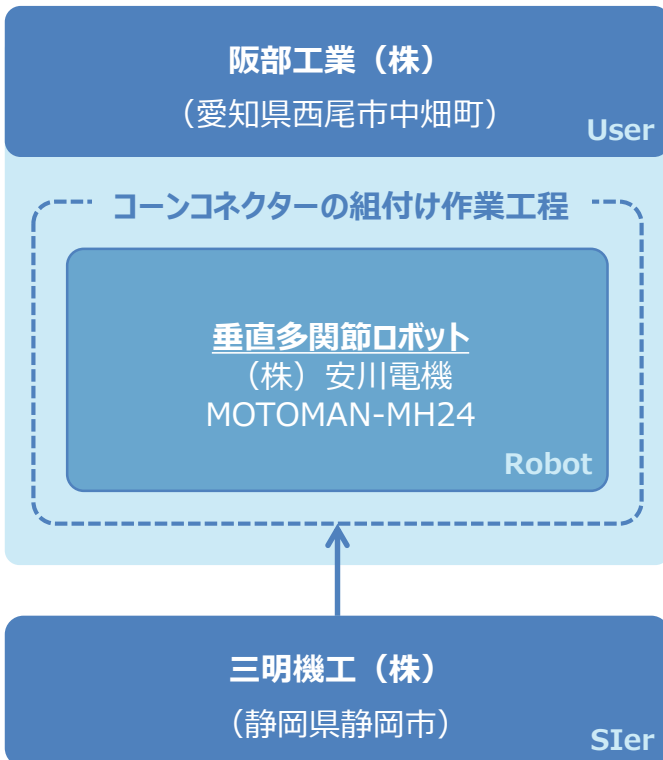 阪部工業（株）
（愛知県西尾市中畑町）
User
コーンコネクターの組付け作業工程
垂直多関節ロボット
（株）安川電機
MOTOMAN-MH24
Robot
三明機工（株）
（静岡県静岡市）
SIer